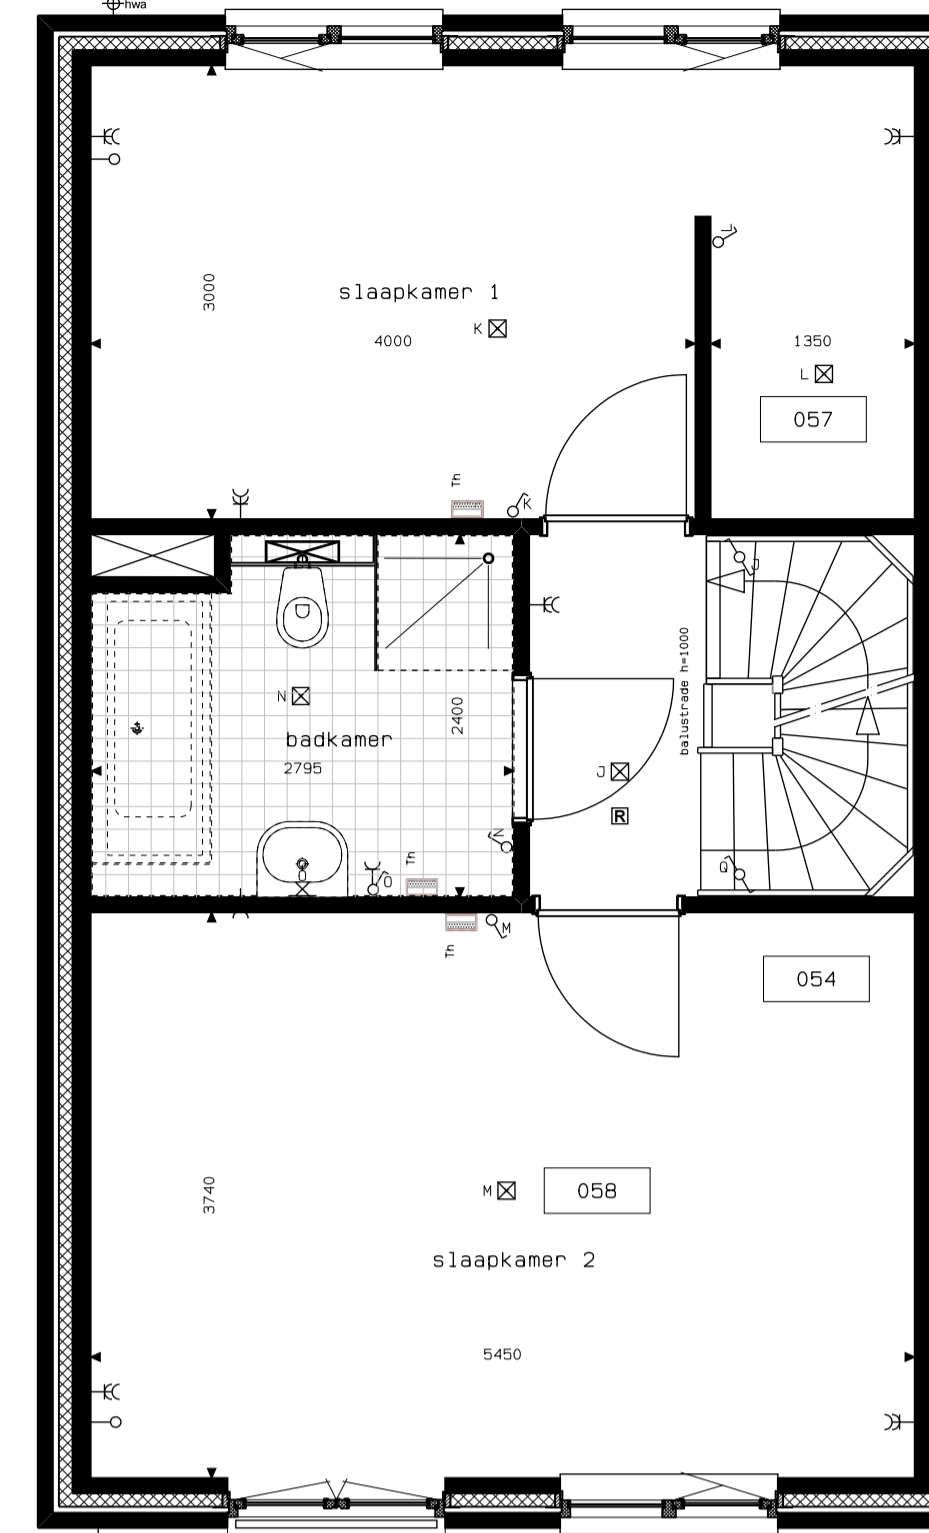 hwa
L
slaapkamer 1
3000
K
4000
1350
L
057
Th
K
J
N
2400
balustrade h=1000
badkamer
2795
J
R
N
Th
O
Q
M
Th
054
3740
M
058
slaapkamer 2
5450